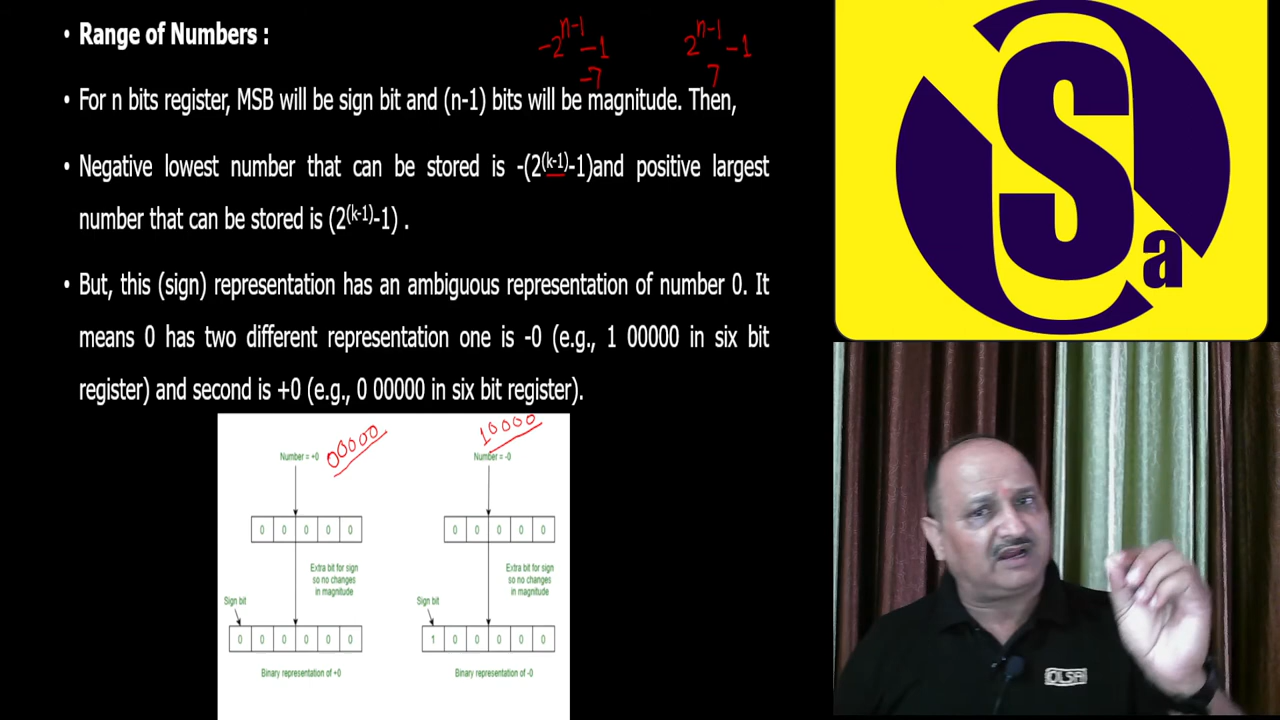 • Range of Numbers :
-2^n-1 -1
-7
2^n-1 -1
7
• For n bits register, MSB will be sign bit and (n-1) bits will be magnitude. Then,
• Negative lowest number that can be stored is -(2^(k-1)-1)and positive largest
number that can be stored is (2^(k-1)-1) .
• But, this (sign) representation has an ambiguous representation of number 0. It
means 0 has two different representation one is -0 (e.g., 1 00000 in six bit
register) and second is +0 (e.g., 0 00000 in six bit register).
Number = +0
00000
0 0 0 0 0
Extra bit for sign
so no changes
in magnitude
Sign bit
0 0 0 0 0 0
Binary representation of +0
10000
Number = -0
0 0 0 0 0
Extra bit for sign
so no changes
in magnitude
Sign bit
1 0 0 0 0 0
Binary representation of -0
S
a
OLSA